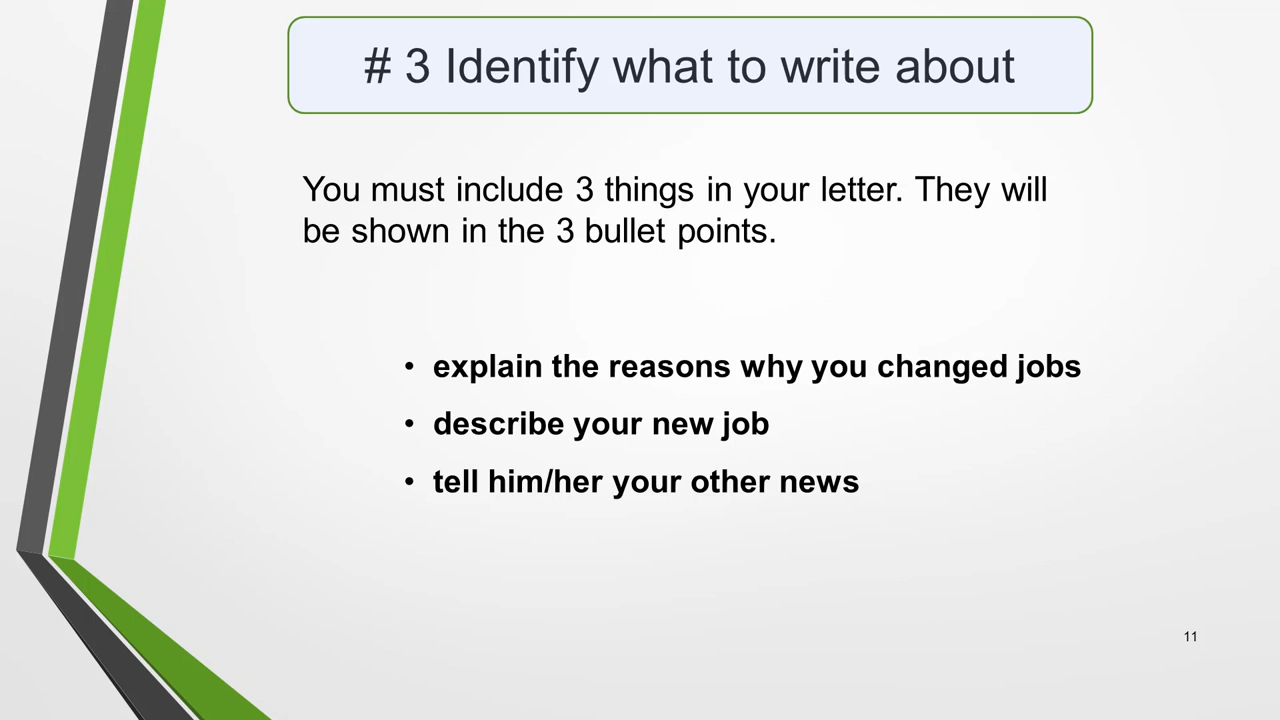 # 3 Identify what to write about
You must include 3 things in your letter. They will
be shown in the 3 bullet points.
• explain the reasons why you changed jobs
• describe your new job
• tell him/her your other news
11